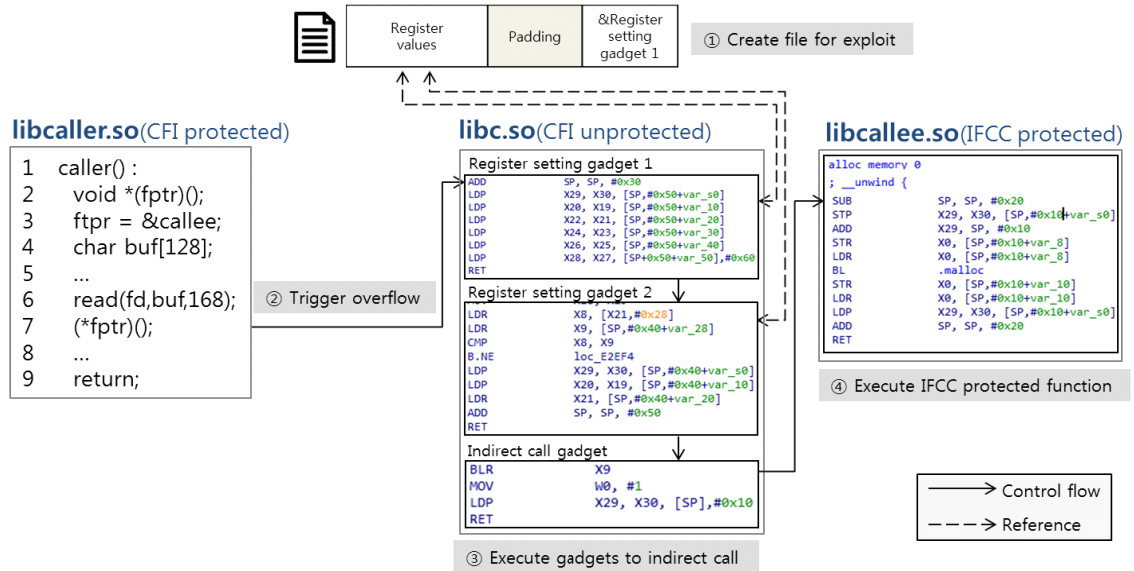 Register values
Padding
&Register setting gadget 1
① Create file for exploit
libcaller.so(CFI protected)
1 caller() :
2 void *(fptr)();
3 ftpr = &callee;
4 char buf[128];
5 ...
6 read(fd,buf,168);
7 (*fptr)();
8 ...
9 return;
② Trigger overflow
libc.so(CFI unprotected)
Register setting gadget 1
ADD SP, SP, #0x30
LDP X29, X30, [SP,#0x50+var_s0]
LDP X20, X19, [SP,#0x50+var_10]
LDP X22, X21, [SP,#0x50+var_20]
LDP X24, X23, [SP,#0x50+var_30]
LDP X26, X25, [SP,#0x50+var_40]
LDP X28, X27, [SP+0x50+var_50],#0x60
RET
Register setting gadget 2
LDR X8, [X21,#0x28]
LDR X9, [SP,#0x40+var_28]
CMP X8, X9
B.NE loc_E2EF4
LDP X29, X30, [SP,#0x40+var_s0]
LDP X20, X19, [SP,#0x40+var_10]
LDR X21, [SP,#0x40+var_20]
ADD SP, SP, #0x50
RET
Indirect call gadget
BLR X9
MOV W0, #1
LDP X29, X30, [SP],#0x10
RET
③ Execute gadgets to indirect call
libcallee.so(IFCC protected)
alloc memory 0
; __unwind {
SUB SP, SP, #0x20
STP X29, X30, [SP,#0x10+var_s0]
ADD X29, SP, #0x10
STR X0, [SP,#0x10+var_8]
LDR X0, [SP,#0x10+var_8]
BL .malloc
STR X0, [SP,#0x10+var_10]
LDR X0, [SP,#0x10+var_10]
LDP X29, X30, [SP,#0x10+var_s0]
ADD SP, SP, #0x20
RET
④ Execute IFCC protected function
Control flow
Reference